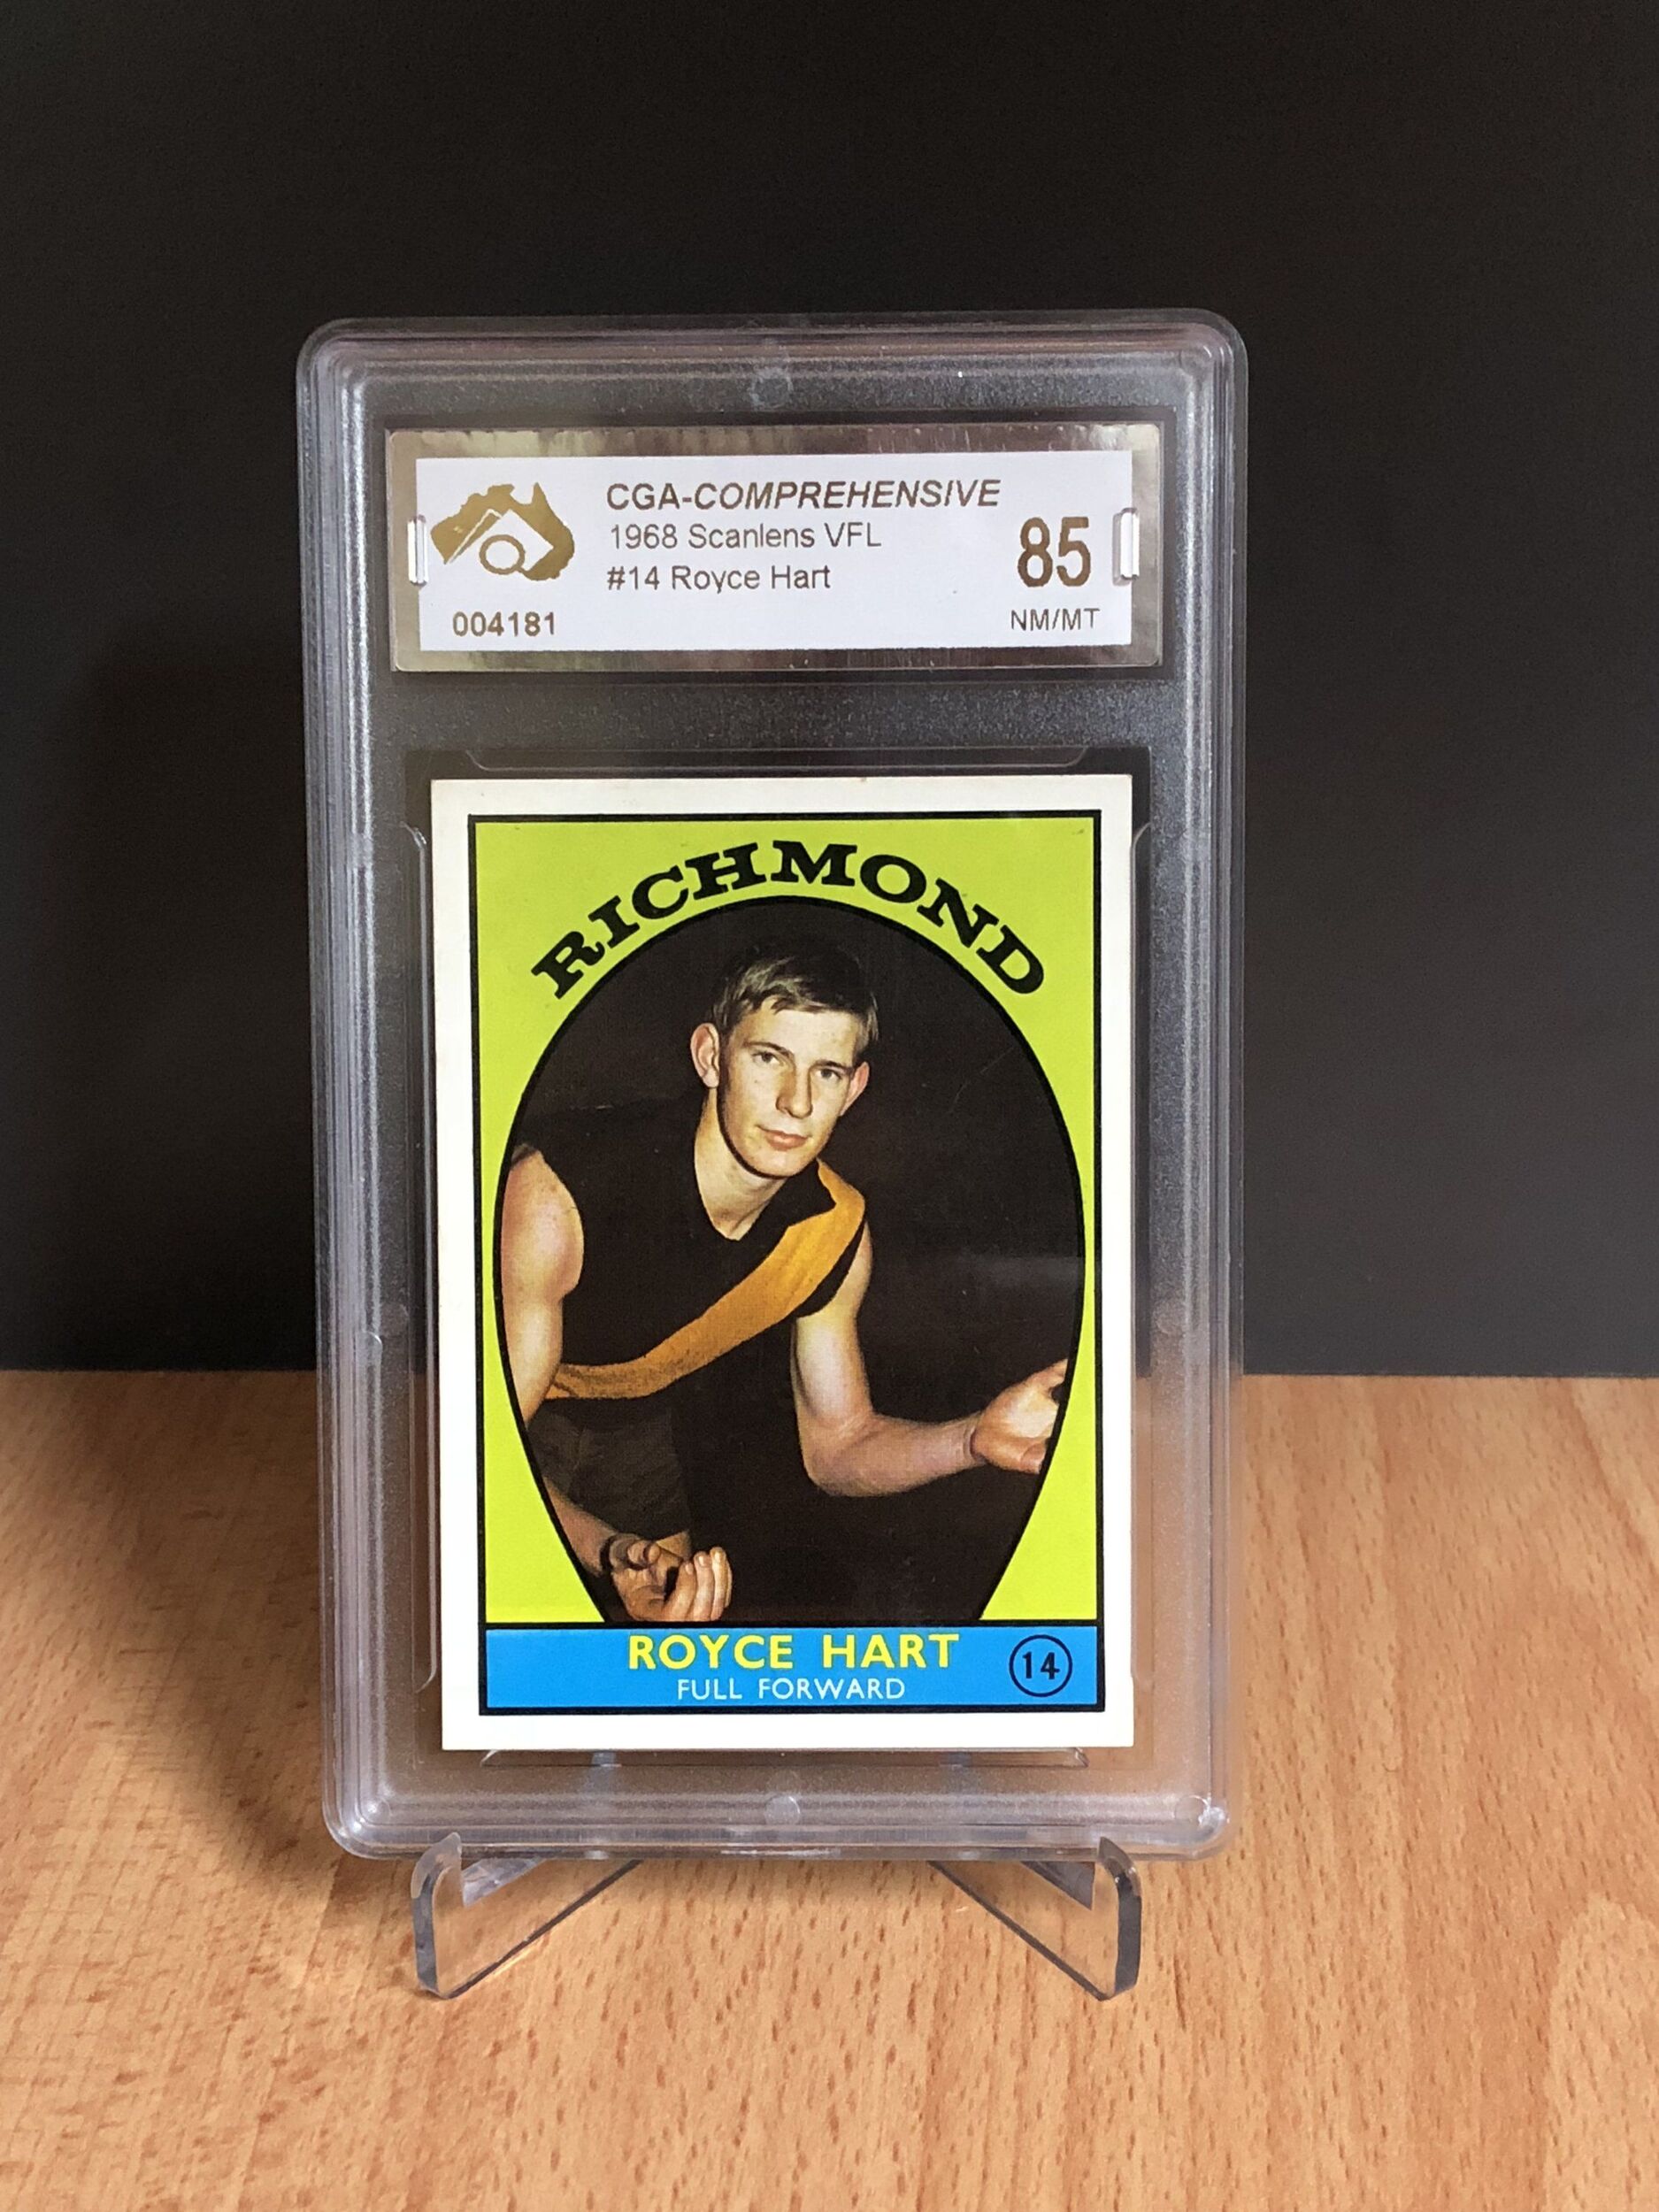 CGA-COMPREHENSIVE
1968 Scanlens VFL
#14 Royce Hart
85
004181
NM/MT
RICHMOND
ROYCE HART
14
FULL FORWARD